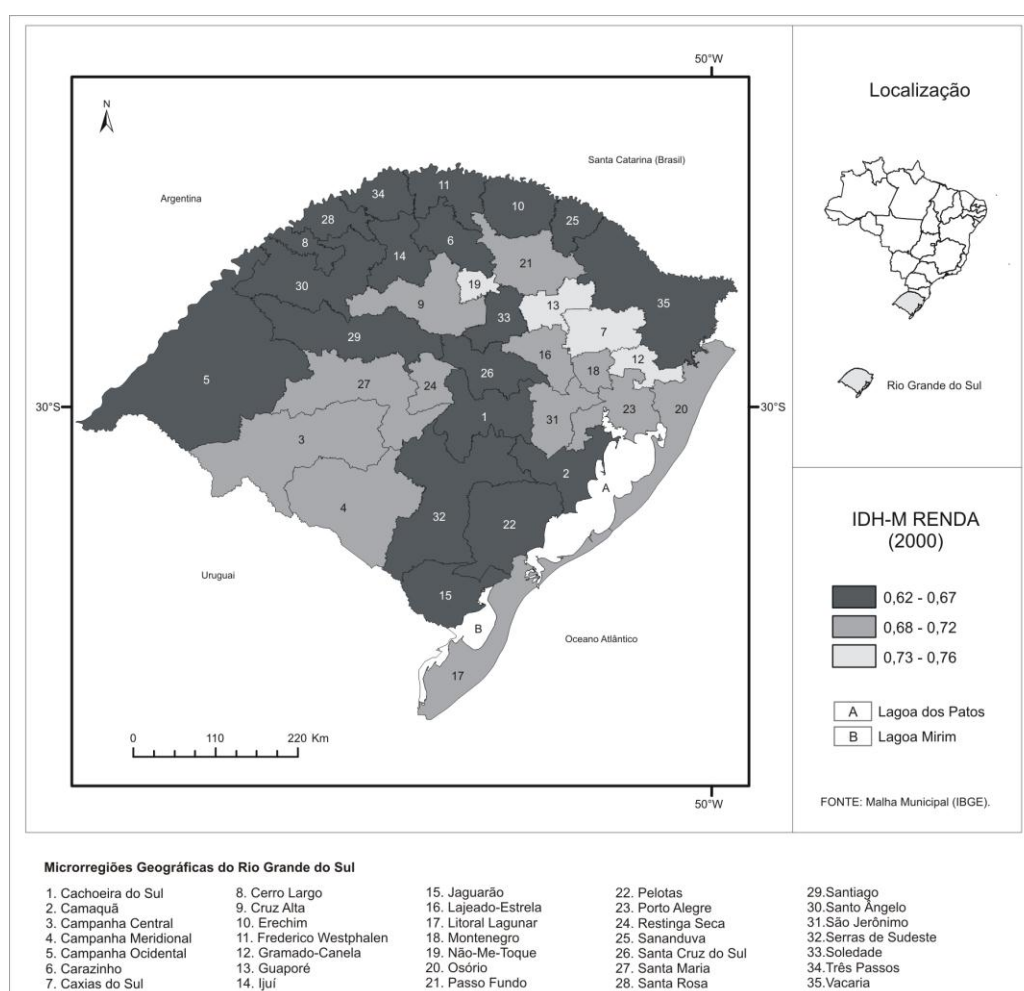 50°W
N
Santa Catarina (Brasil)
Argentina
34
11
10
28
25
8
6
14
21
30
19
9
13
35
33
7
29
16
12
26
18
5
27
24
30°S
1
31
23
20
30°S
3
2
A
4
32
22
Uruguai
15
B
Oceano Atlântico
17
0 110 220 Km
50°W
Localização
Rio Grande do Sul
IDH-M RENDA
(2000)
0,62 - 0,67
0,68 - 0,72
0,73 - 0,76
A Lagoa dos Patos
B Lagoa Mirim
FONTE: Malha Municipal (IBGE).
Microrregiões Geográficas do Rio Grande do Sul
1. Cachoeira do Sul
2. Camaquã
3. Campanha Central
4. Campanha Meridional
5. Campanha Ocidental
6. Carazinho
7. Caxias do Sul
8. Cerro Largo
9. Cruz Alta
10. Erechim
11. Frederico Westphalen
12. Gramado-Canela
13. Guaporé
14. Ijuí
15. Jaguarão
16. Lajeado-Estrela
17. Litoral Lagunar
18. Montenegro
19. Não-Me-Toque
20. Osório
21. Passo Fundo
22. Pelotas
23. Porto Alegre
24. Restinga Seca
25. Sananduva
26. Santa Cruz do Sul
27. Santa Maria
28. Santa Rosa
29.Santiago
30.Santo Ângelo
31.São Jerônimo
32.Serras de Sudeste
33.Soledade
34.Três Passos
35.Vacaria